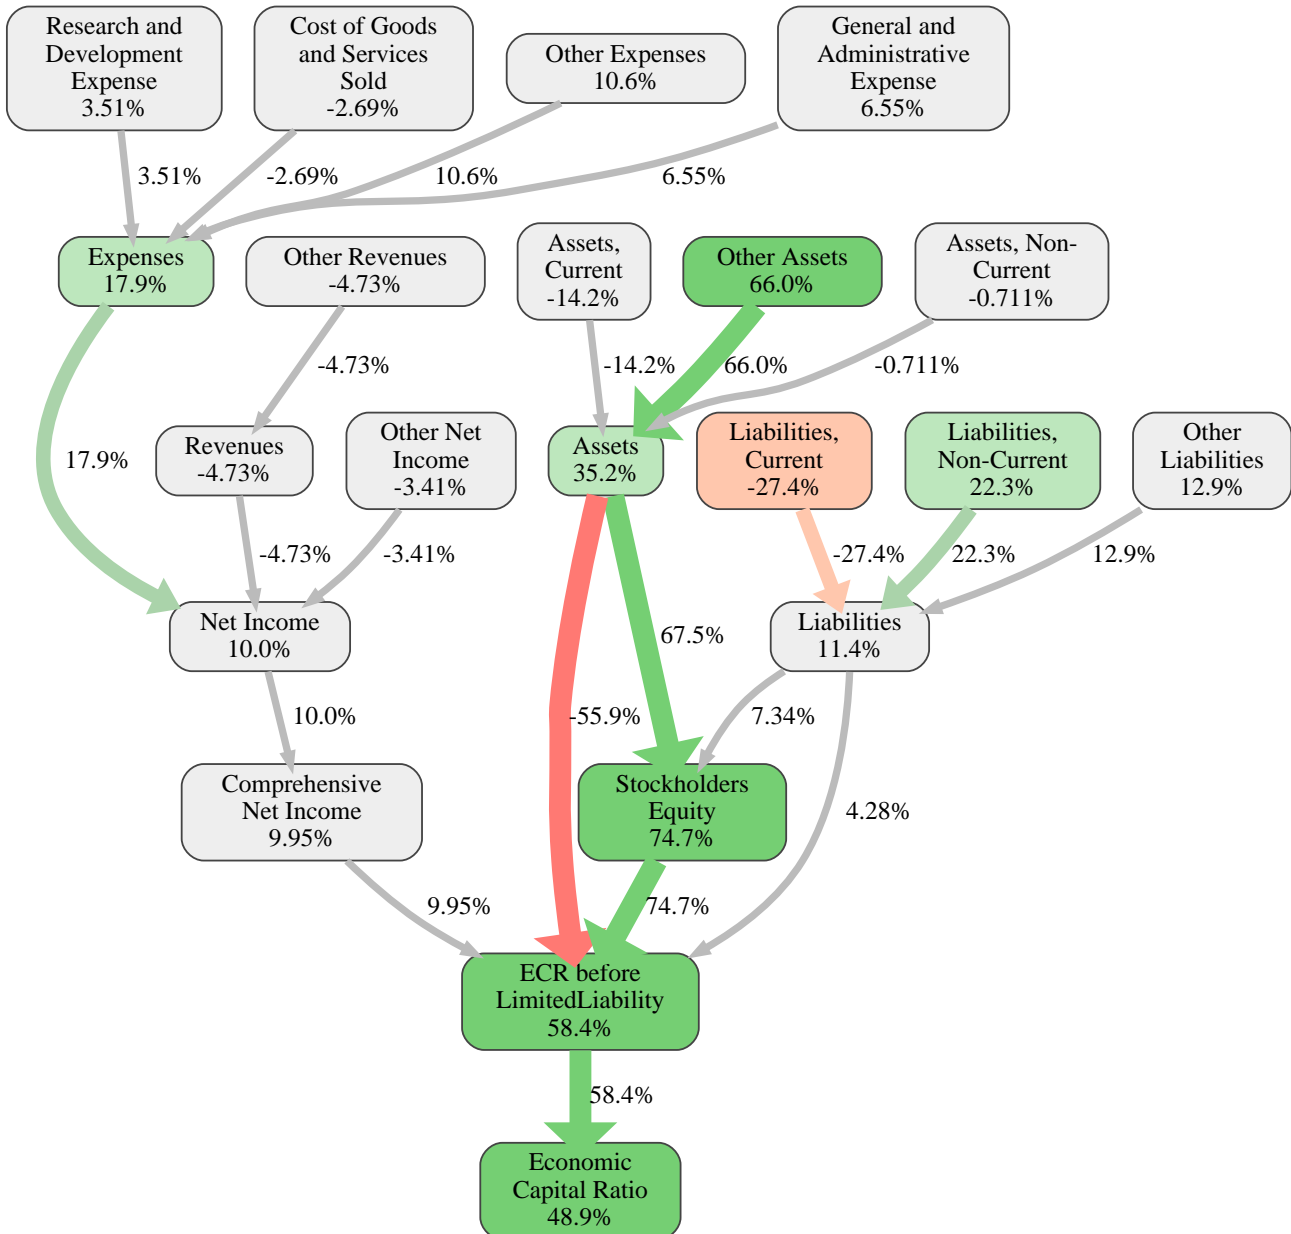 Research and
Development
Expense
3.51%
Cost of Goods
and Services
Sold
-2.69%
Other Expenses
10.6%
General and
Administrative
Expense
6.55%
3.51%
-2.69%
10.6%
6.55%
Expenses
17.9%
Other Revenues
-4.73%
Assets,
Current
-14.2%
Other Assets
66.0%
Assets, Non-
Current
-0.711%
-4.73%
-14.2%
66.0%
-0.711%
17.9%
Revenues
-4.73%
Other Net
Income
-3.41%
Assets
35.2%
Liabilities,
Current
-27.4%
Liabilities,
Non-Current
22.3%
Other
Liabilities
12.9%
-4.73%
-3.41%
-27.4%
22.3%
12.9%
Net Income
10.0%
67.5%
Liabilities
11.4%
10.0%
-55.9%
7.34%
Comprehensive
Net Income
9.95%
Stockholders
Equity
74.7%
4.28%
9.95%
74.7%
ECR before
LimitedLiability
58.4%
58.4%
Economic
Capital Ratio
48.9%